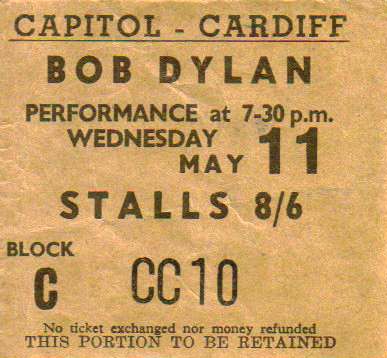 CAPITOL - CARDIFF
BOB DYLAN
PERFORMANCE at 7-30 p.m.
WEDNESDAY
MAY 11
STALLS 8/6
BLOCK
C CC10
No ticket exchanged nor money refunded
THIS PORTION TO BE RETAINED